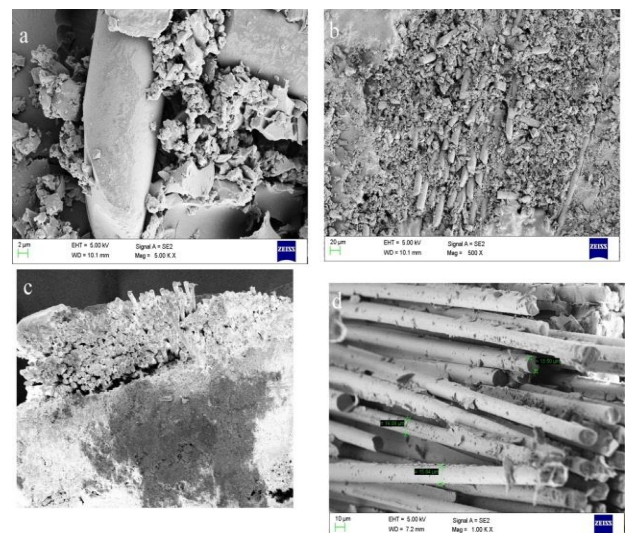 a
2 µm
EHT = 5.00 kV
Signal A = SE2
WD = 10.1 mm
Mag = 5.00 K X
ZEISS
b
20 µm
EHT = 5.00 kV
Signal A = SE2
WD = 10.1 mm
Mag = 500 X
ZEISS
c
d
10 µm
EHT = 5.00 kV
Signal A = SE2
WD = 7.2 mm
Mag = 1.00 K X
ZEISS